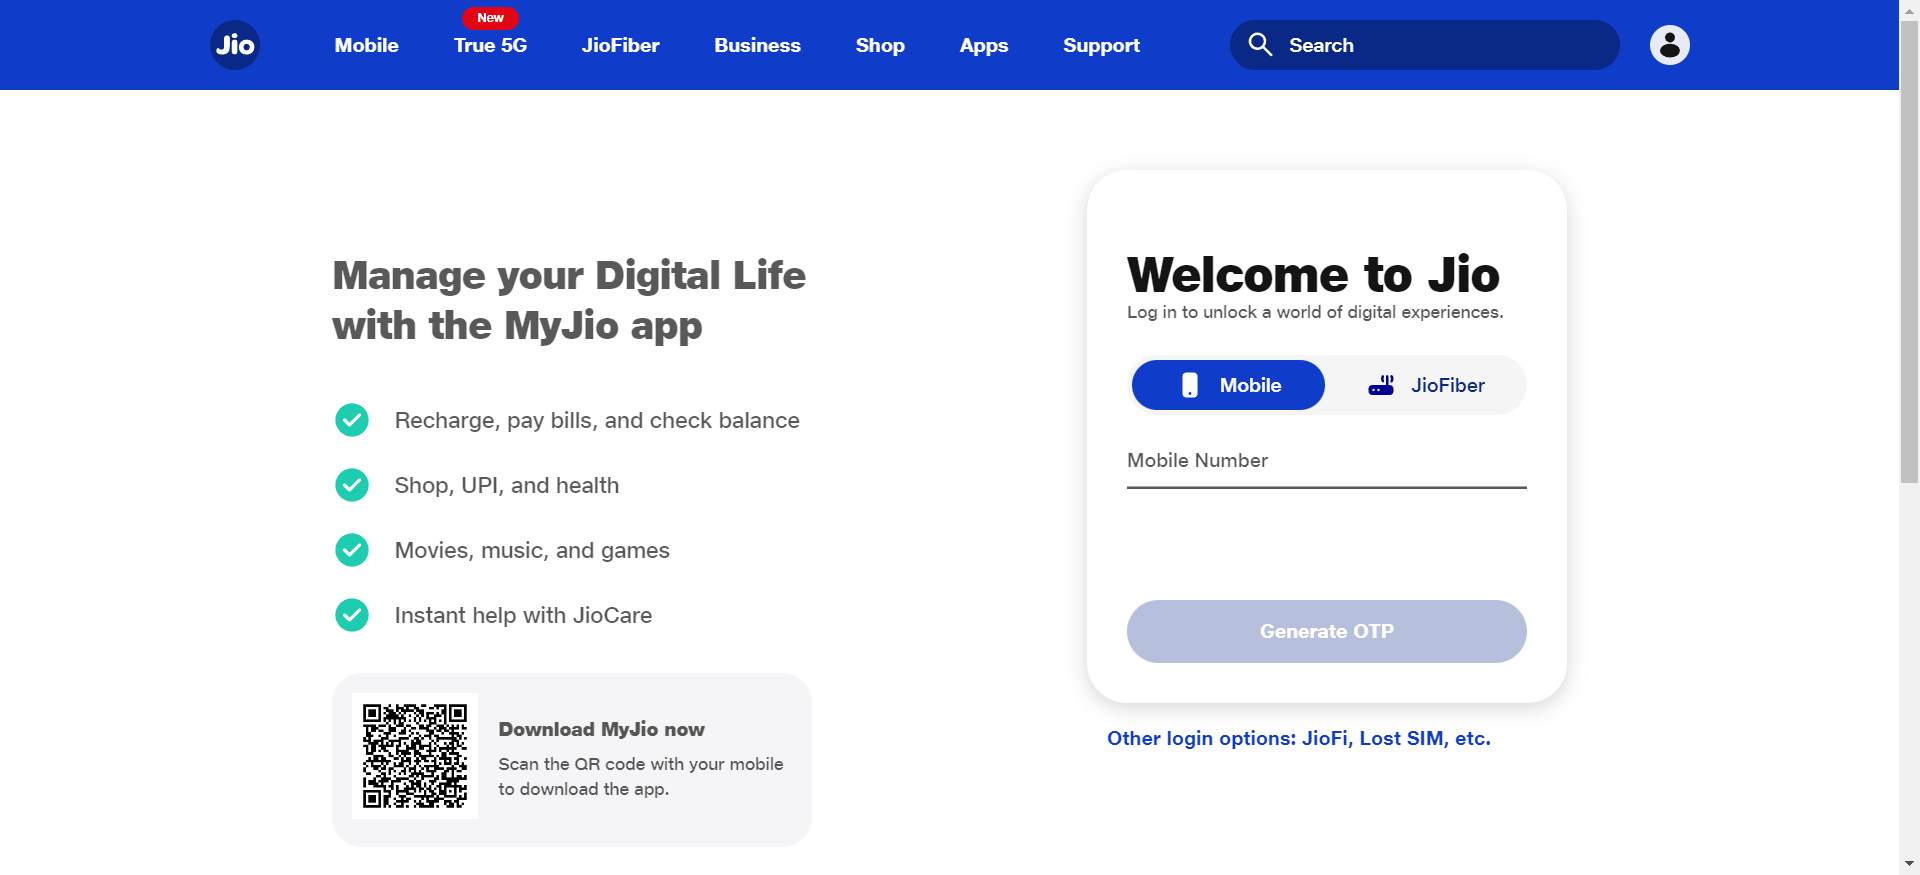 Jio
Mobile
New
True 5G
JioFiber
Business
Shop
Apps
Support
Search
Manage your Digital Life
with the MyJio app
Recharge, pay bills, and check balance
Shop, UPI, and health
Movies, music, and games
Instant help with JioCare
Download MyJio now
Scan the QR code with your mobile
to download the app.
Welcome to Jio
Log in to unlock a world of digital experiences.
Mobile
JioFiber
Mobile Number
Generate OTP
Other login options: JioFi, Lost SIM, etc.